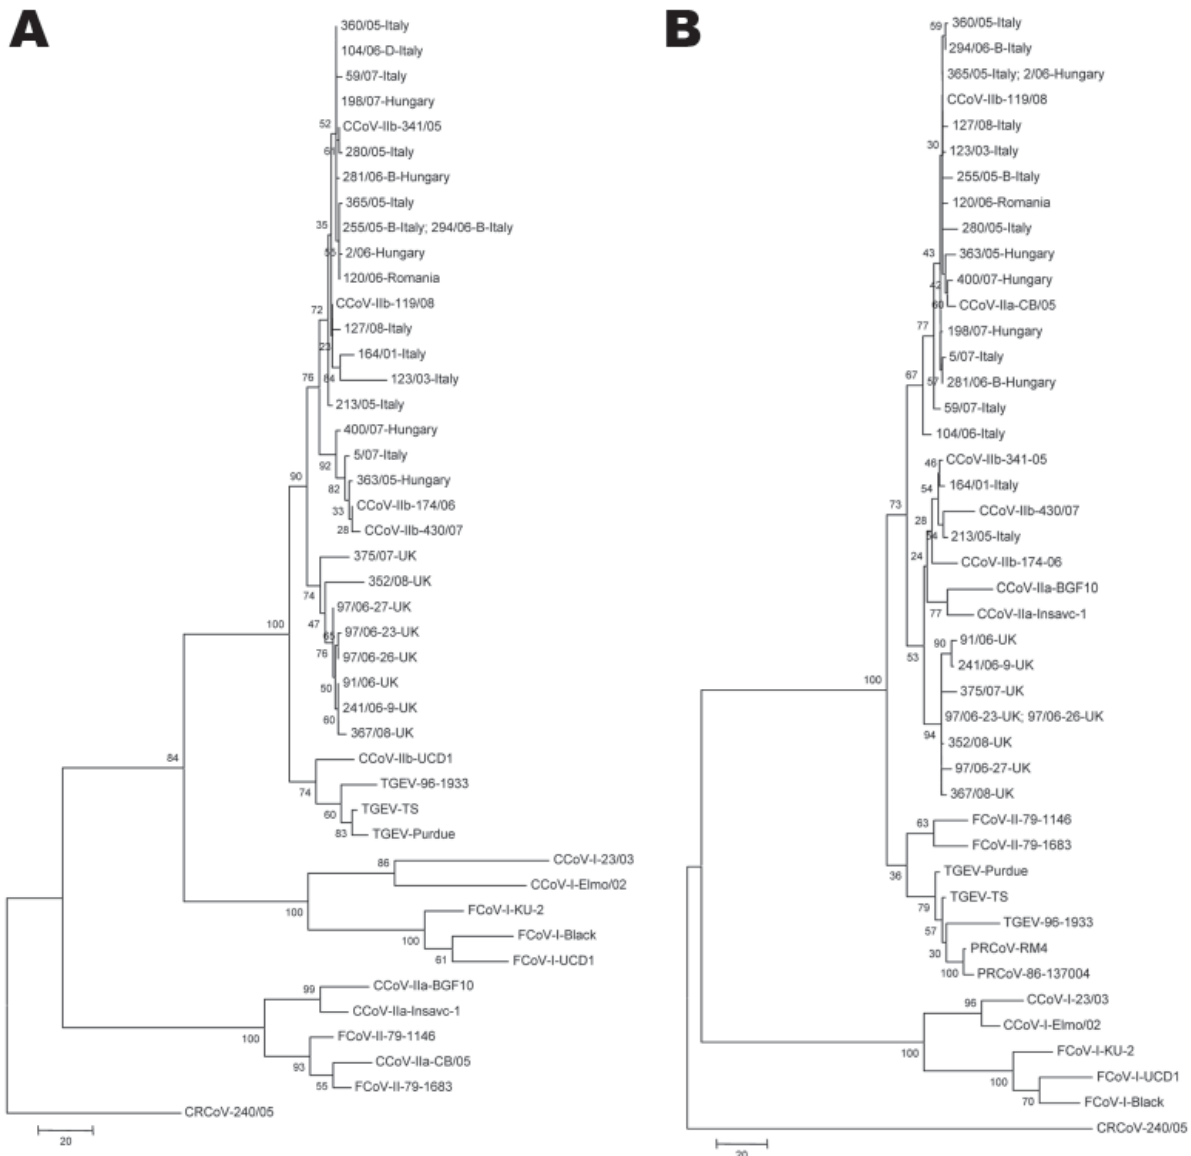 A
360/05-Italy
104/06-D-Italy
59/07-Italy
198/07-Hungary
52
CCoV-IIb-341/05
280/05-Italy
281/06-B-Hungary
365/05-Italy
35
255/05-B-Italy; 294/06-B-Italy
2/06-Hungary
120/06-Romania
CCoV-IIb-119/08
72
127/08-Italy
23
164/01-Italy
76
84
123/03-Italy
213/05-Italy
400/07-Hungary
5/07-Italy
92
363/05-Hungary
90
82
CCoV-IIb-174/06
33
28
CCoV-IIb-430/07
375/07-UK
352/08-UK
74
97/06-27-UK
47
100
97/06-23-UK
65
76
97/06-26-UK
50
91/06-UK
241/06-9-UK
60
367/08-UK
84
CCoV-IIb-UCD1
74
TGEV-96-1933
60
TGEV-TS
83
TGEV-Purdue
86
CCoV-I-23/03
CCoV-I-Elmo/02
100
FCoV-I-KU-2
100
FCoV-I-Black
61
FCoV-I-UCD1
99
CCoV-IIa-BGF10
CCoV-IIa-Insavc-1
100
FCoV-II-79-1146
93
CCoV-IIa-CB/05
55
FCoV-II-79-1683
CRCoV-240/05
20
B
59
360/05-Italy
294/06-B-Italy
365/05-Italy; 2/06-Hungary
CCoV-IIb-119/08
127/08-Italy
30
123/03-Italy
255/05-B-Italy
120/06-Romania
280/05-Italy
43
363/05-Hungary
42
400/07-Hungary
60
CCoV-IIa-CB/05
77
198/07-Hungary
5/07-Italy
67
57
281/06-B-Hungary
59/07-Italy
104/06-Italy
46
CCoV-IIb-341-05
54
164/01-Italy
73
CCoV-IIb-430/07
28
54
213/05-Italy
24
CCoV-IIb-174-06
CCoV-IIa-BGF10
77
CCoV-IIa-Insavc-1
90
91/06-UK
53
241/06-9-UK
100
375/07-UK
97/06-23-UK; 97/06-26-UK
94
352/08-UK
97/06-27-UK
367/08-UK
63
FCoV-II-79-1146
FCoV-II-79-1683
36
TGEV-Purdue
79
TGEV-TS
57
TGEV-96-1933
30
PRCoV-RM4
100
PRCoV-86-137004
96
CCoV-I-23/03
CCoV-I-Elmo/02
100
FCoV-I-KU-2
100
FCoV-I-UCD1
70
FCoV-I-Black
CRCoV-240/05
20